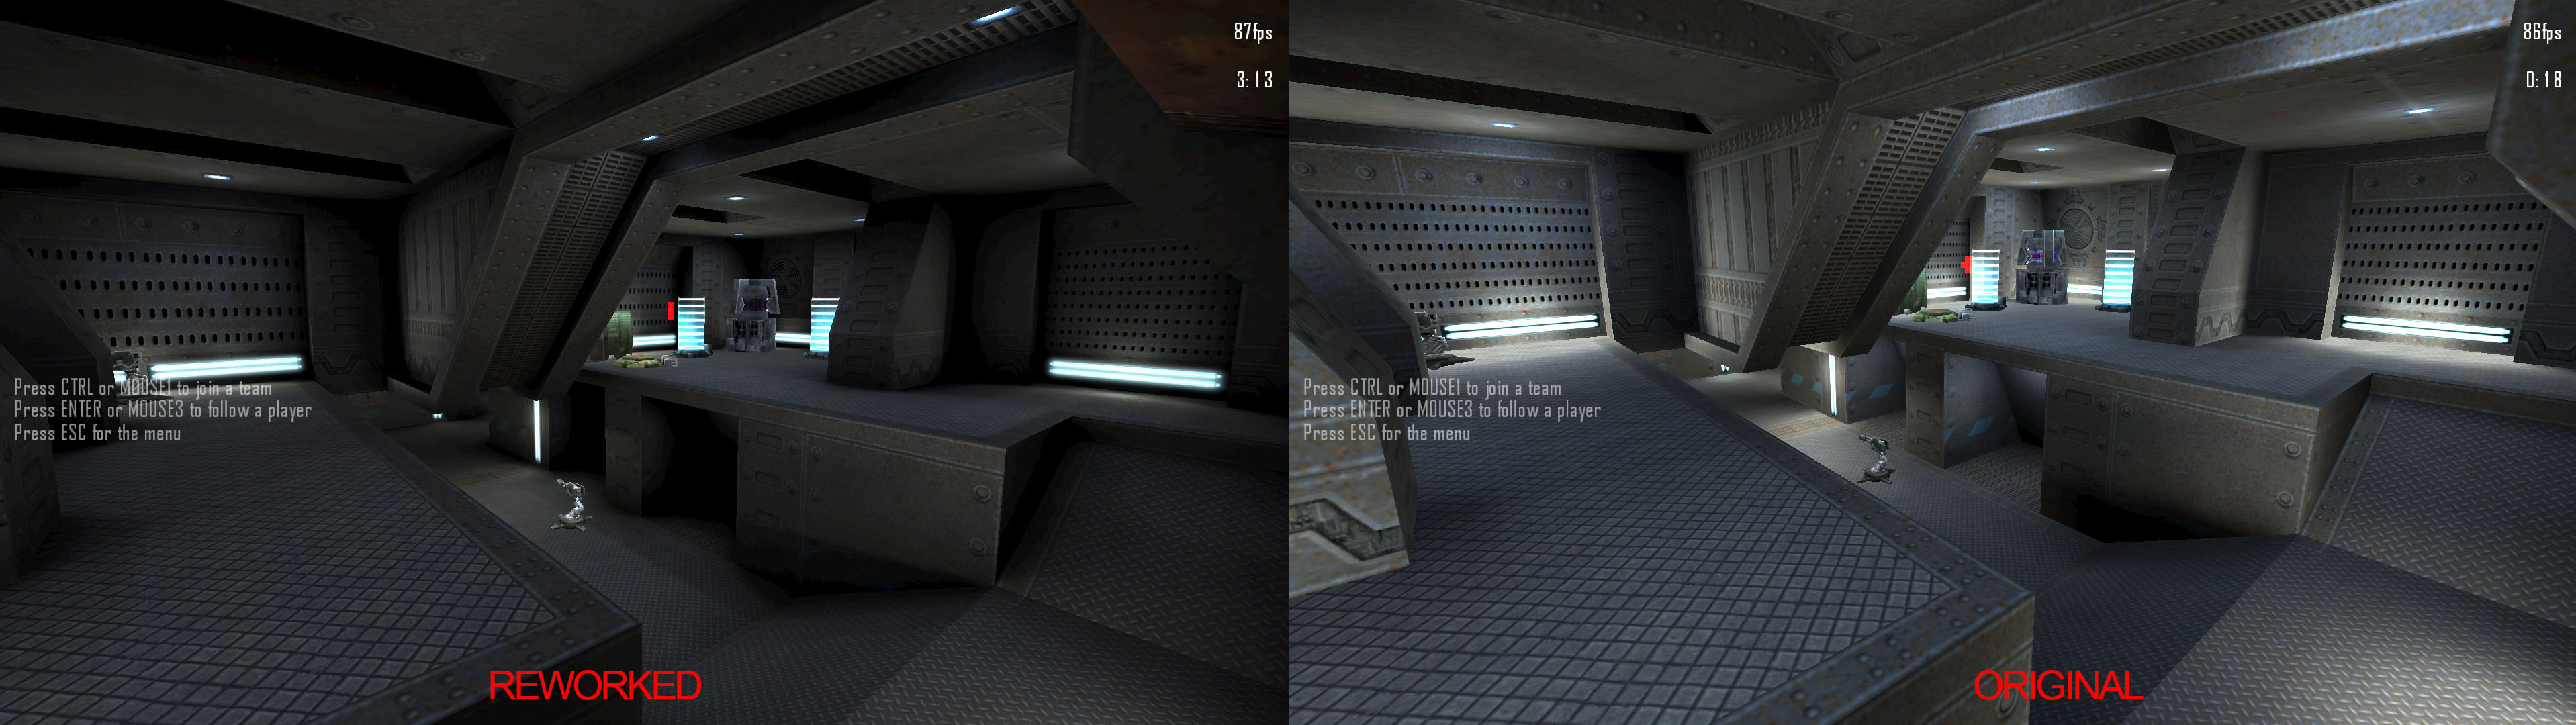 87fps
3:13
Press CTRL or MOUSE1 to join a team
Press ENTER or MOUSE3 to follow a player
Press ESC for the menu
REWORKED
86fps
0:18
Press CTRL or MOUSE1 to join a team
Press ENTER or MOUSE3 to follow a player
Press ESC for the menu
ORIGINAL